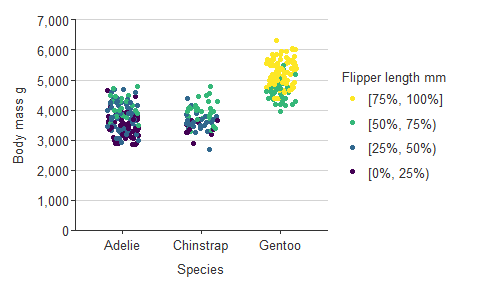 7,000
6,000
5,000
4,000
3,000
2,000
1,000
0
Body mass g
Adelie
Chinstrap
Gentoo
Species
Flipper length mm
[75%, 100%]
[50%, 75%)
[25%, 50%)
[0%, 25%)